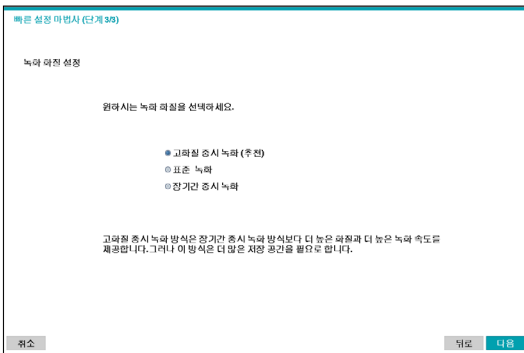 빠른 설정 마법사 (단계 3/3)
녹화 화질 설정
원하시는 녹화 화질을 선택하세요.
고화질 중시 녹화 (추천)
표준 녹화
장기간 중시 녹화
고화질 중시 녹화 방식은 장기간 중시 녹화 방식보다 더 높은 화질과 더 높은 녹화 속도를
제공합니다.그러나 이 방식은 더 많은 저장 공간을 필요로 합니다.
취소
뒤로
다음